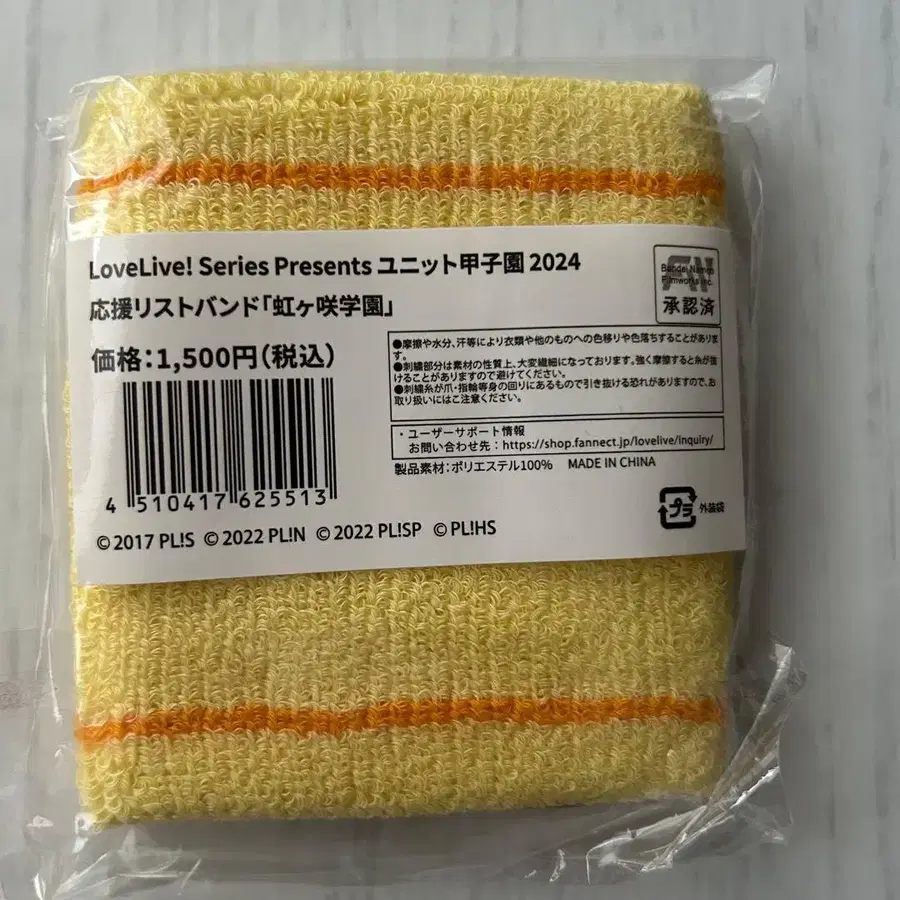 LoveLive! Series Presents ユニット甲子園 2024
応援リストバンド「虹ヶ咲学園」
価格：1,500円（税込）
4 510417 625513
©2017 PL!S ©2022 PL!N ©2022 PL!SP ©PL!HS
Bandai Namco
Filmworks Inc.
承認済
●摩擦や水分、汗等により衣類や他のものへの色移りや色落ちすることがありま
す。
●刺繍部分は素材の性質上、大変繊細になっております。強く摩擦すると糸が抜
けることがありますので避けてください。
●刺繍糸が爪・指輪等身の回りにあるもので引き抜ける恐れがありますので、お
取り扱いにはご注意ください。
・ユーザーサポート情報
お問い合わせ先：https://shop.fannect.jp/lovelive/inquiry/
製品素材：ポリエステル100% MADE IN CHINA
プラ 外装袋